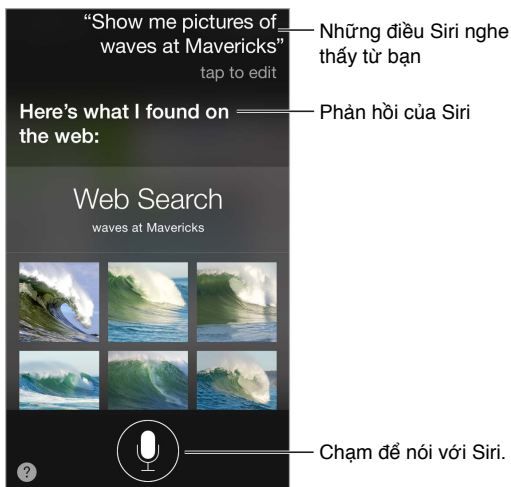 “Show me pictures of
waves at Mavericks”
tap to edit
Những điều Siri nghe
thấy từ bạn
Here’s what I found on
the web:
Phản hồi của Siri
Web Search
waves at Mavericks
Chạm để nói với Siri.
?